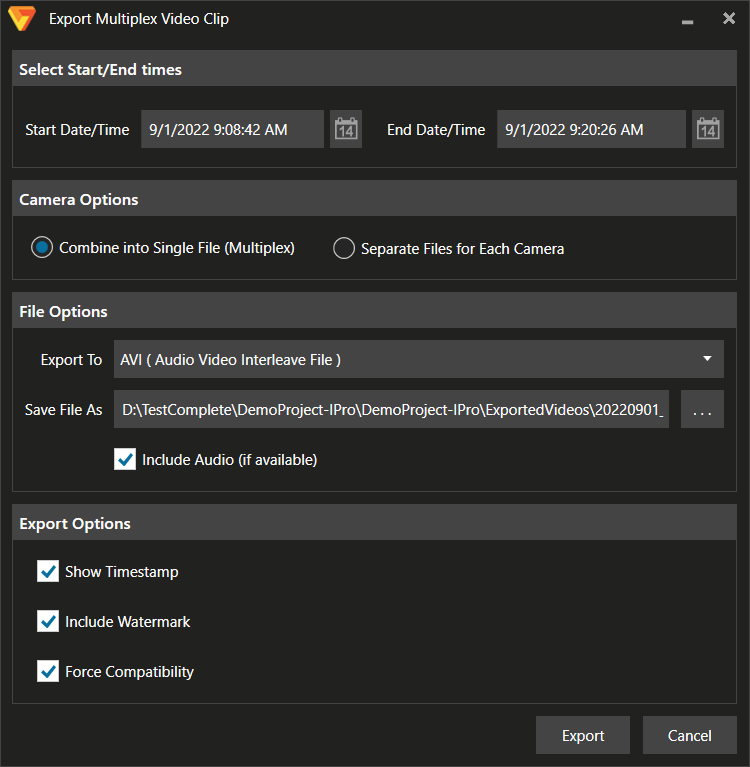 Export Multiplex Video Clip
Select Start/End times
Start Date/Time 9/1/2022 9:08:42 AM 14 End Date/Time 9/1/2022 9:20:26 AM 14
Camera Options
Combine into Single File (Multiplex) Separate Files for Each Camera
File Options
Export To AVI ( Audio Video Interleave File )
Save File As D:\TestComplete\DemoProject-IPro\DemoProject-IPro\ExportedVideos\20220901_ ...
Include Audio (if available)
Export Options
Show Timestamp
Include Watermark
Force Compatibility
Export Cancel